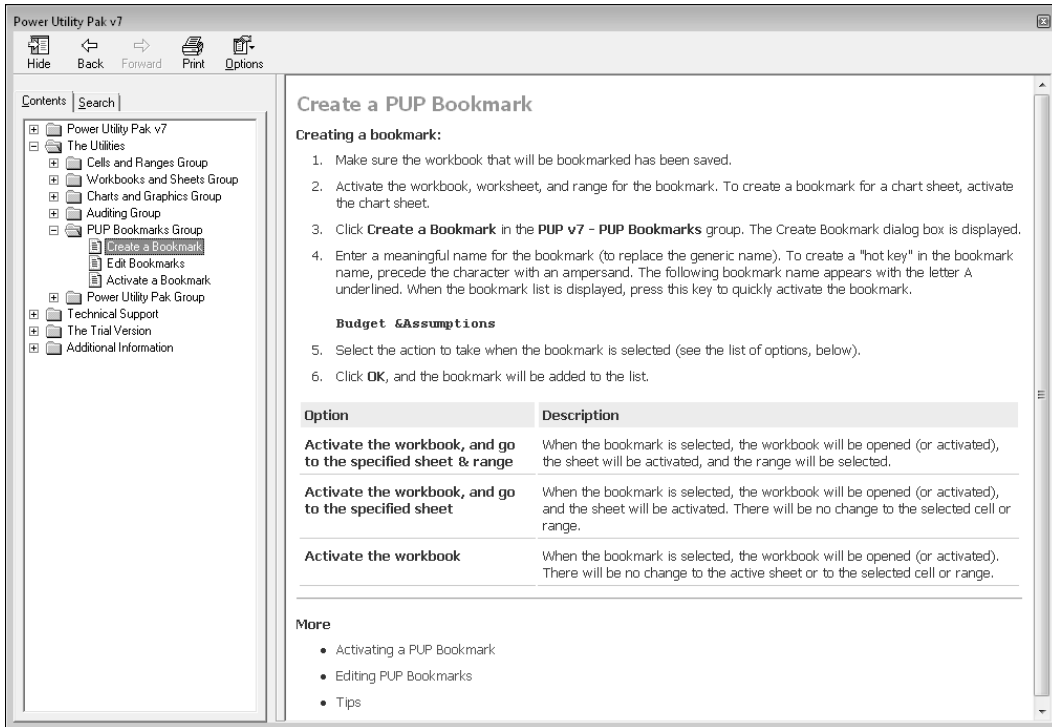 Power Utility Pak v7
Hide Back Forward Print Options
Contents Search
Power Utility Pak v7
The Utilities
Cells and Ranges Group
Workbooks and Sheets Group
Charts and Graphics Group
Auditing Group
PUP Bookmarks Group
Create a Bookmark
Edit Bookmarks
Activate a Bookmark
Power Utility Pak Group
Technical Support
The Trial Version
Additional Information
Create a PUP Bookmark
Creating a bookmark:
1. Make sure the workbook that will be bookmarked has been saved.
2. Activate the workbook, worksheet, and range for the bookmark. To create a bookmark for a chart sheet, activate
the chart sheet.
3. Click Create a Bookmark in the PUP v7 - PUP Bookmarks group. The Create Bookmark dialog box is displayed.
4. Enter a meaningful name for the bookmark (to replace the generic name). To create a "hot key" in the bookmark
name, precede the character with an ampersand. The following bookmark name appears with the letter A
underlined. When the bookmark list is displayed, press this key to quickly activate the bookmark.
Budget &Assumptions
5. Select the action to take when the bookmark is selected (see the list of options, below).
6. Click OK, and the bookmark will be added to the list.
Option Description
Activate the workbook, and go When the bookmark is selected, the workbook will be opened (or activated),
to the specified sheet & range the sheet will be activated, and the range will be selected.
Activate the workbook, and go When the bookmark is selected, the workbook will be opened (or activated),
to the specified sheet and the sheet will be activated. There will be no change to the selected cell or
range.
Activate the workbook When the bookmark is selected, the workbook will be opened (or activated).
There will be no change to the active sheet or to the selected cell or range.
More
• Activating a PUP Bookmark
• Editing PUP Bookmarks
• Tips